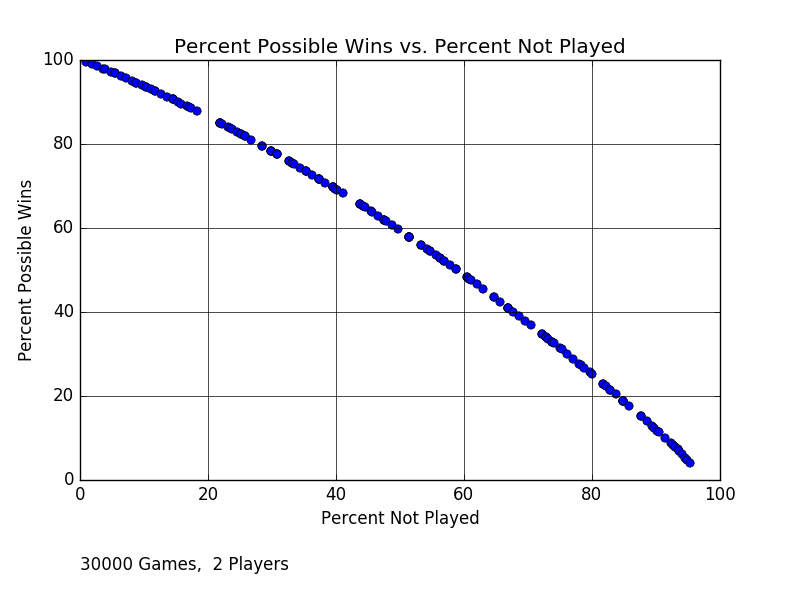 Percent Possible Wins vs. Percent Not Played
100
80
60
40
20
0
Percent Possible Wins
0 20 40 60 80 100
Percent Not Played
30000 Games,  2 Players